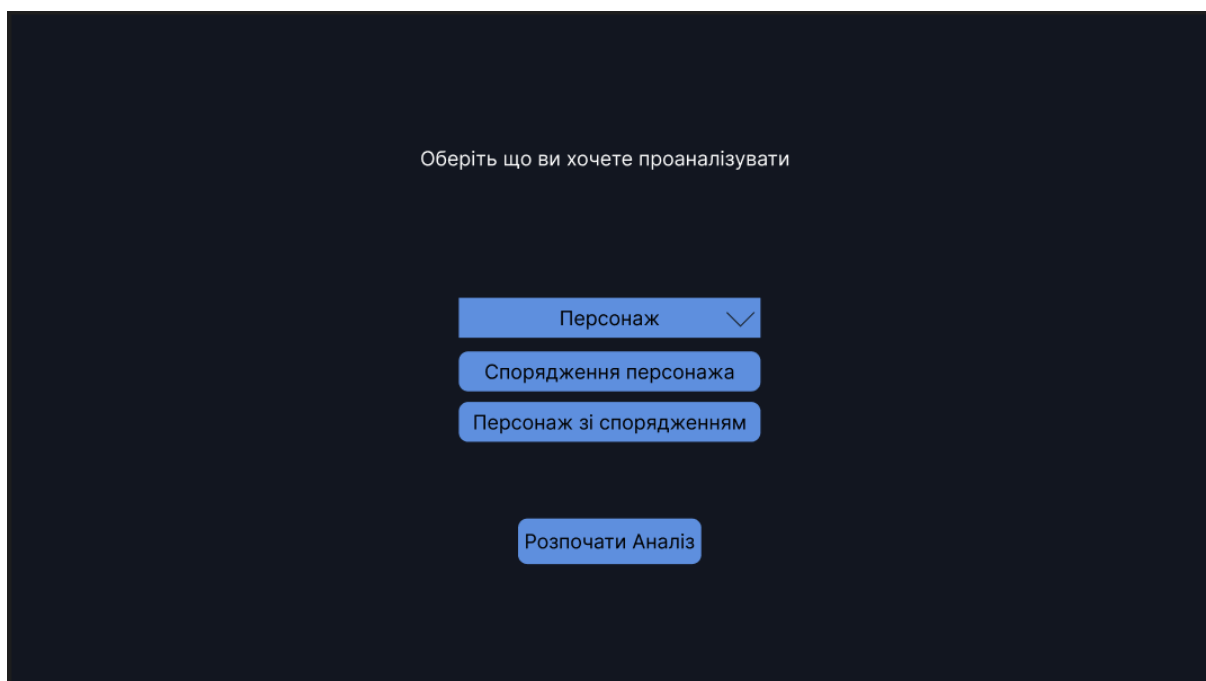 Оберіть що ви хочете проаналізувати
Персонаж
Спорядження персонажа
Персонаж зі спорядженням
Розпочати Аналіз